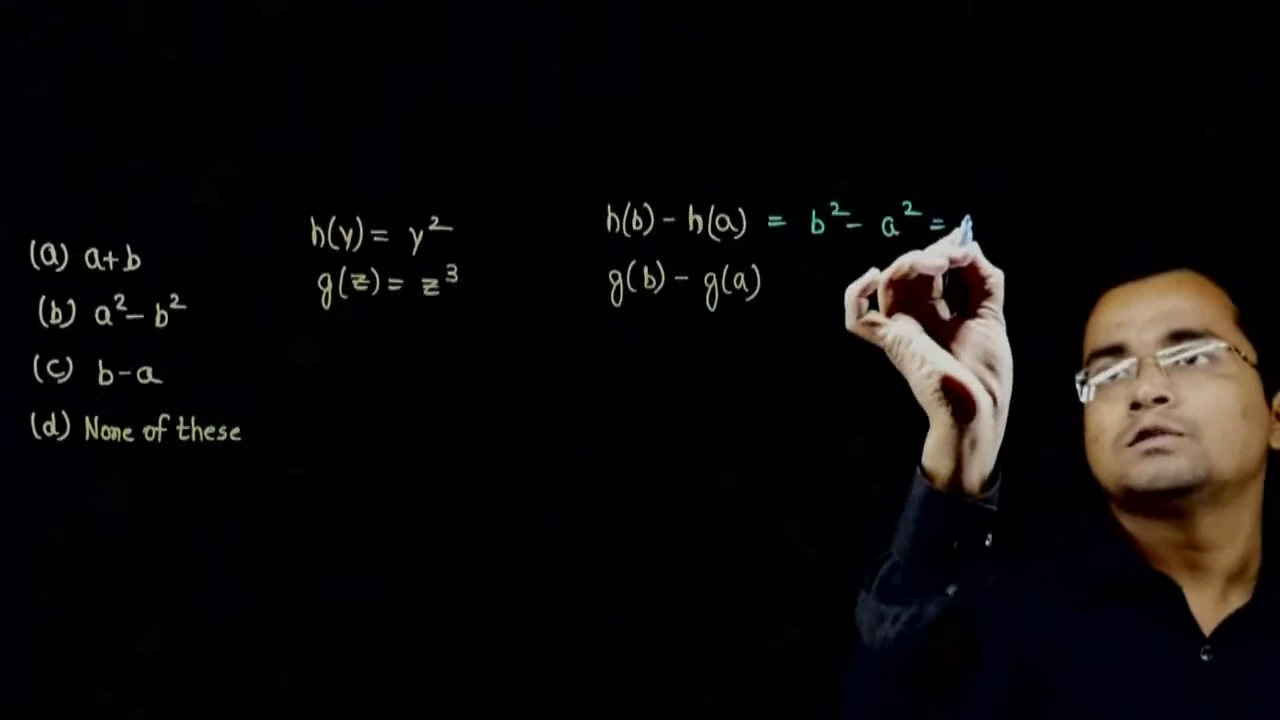 (a) a+b
(b) a² – b²
(c) b – a
(d) None of these
h(y) = y²
g(z) = z³
h(b) – h(a) = b² – a² =
g(b) – g(a)